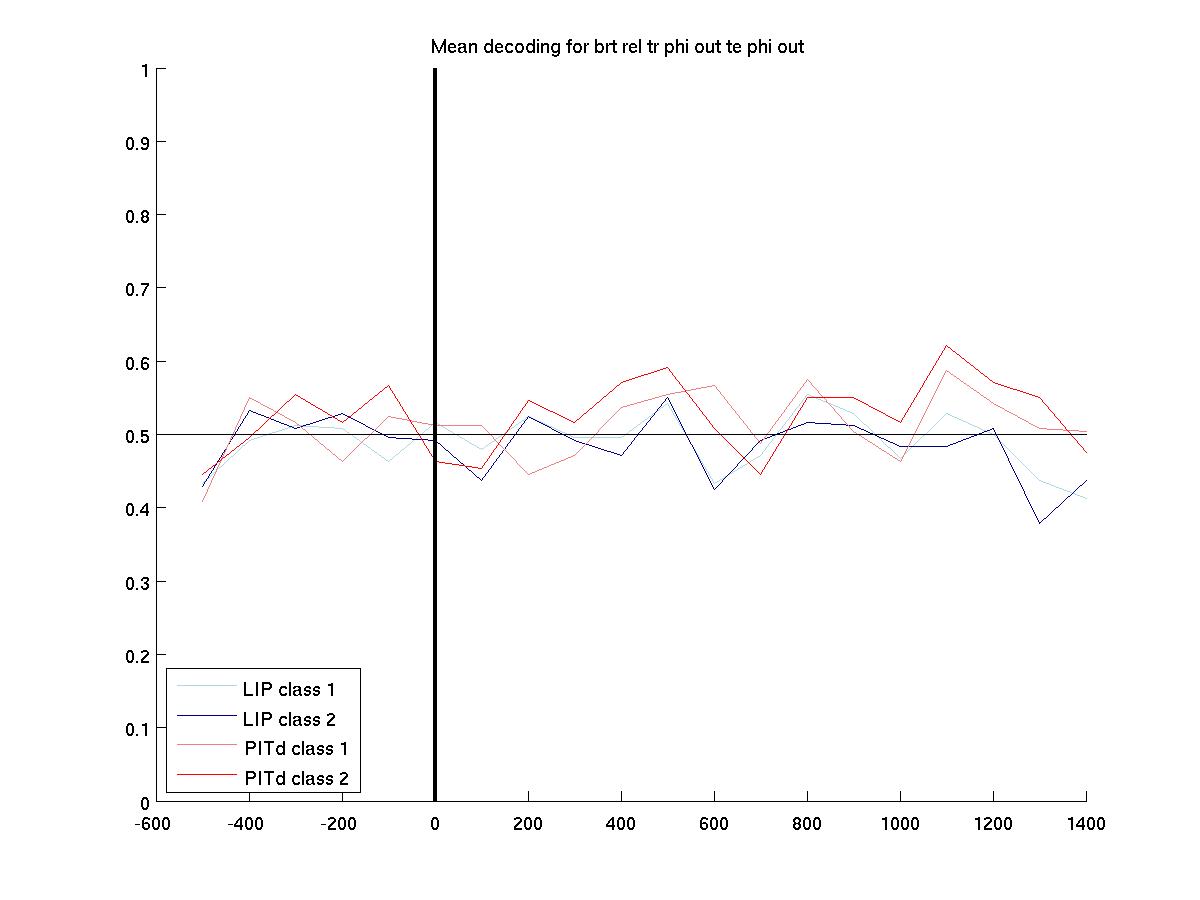 Mean decoding for brt rel tr phi out te phi out
1
0.9
0.8
0.7
0.6
0.5
0.4
0.3
0.2
0.1
0
LIP class 1
LIP class 2
PITd class 1
PITd class 2
-600 -400 -200 0 200 400 600 800 1000 1200 1400